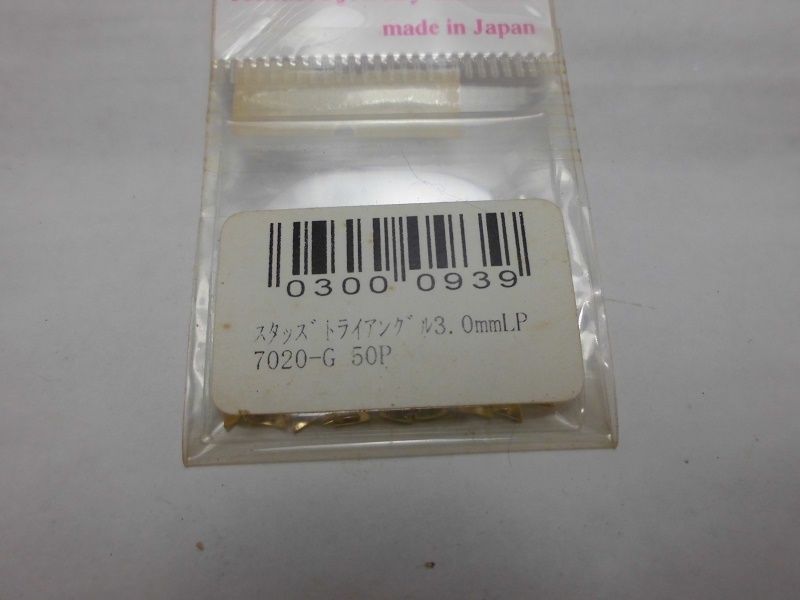 made in Japan
0300 0939
ｽﾀｯｽﾞﾄﾗｲｱﾝｸﾞﾙ3.0mmLP
7020-G 50P